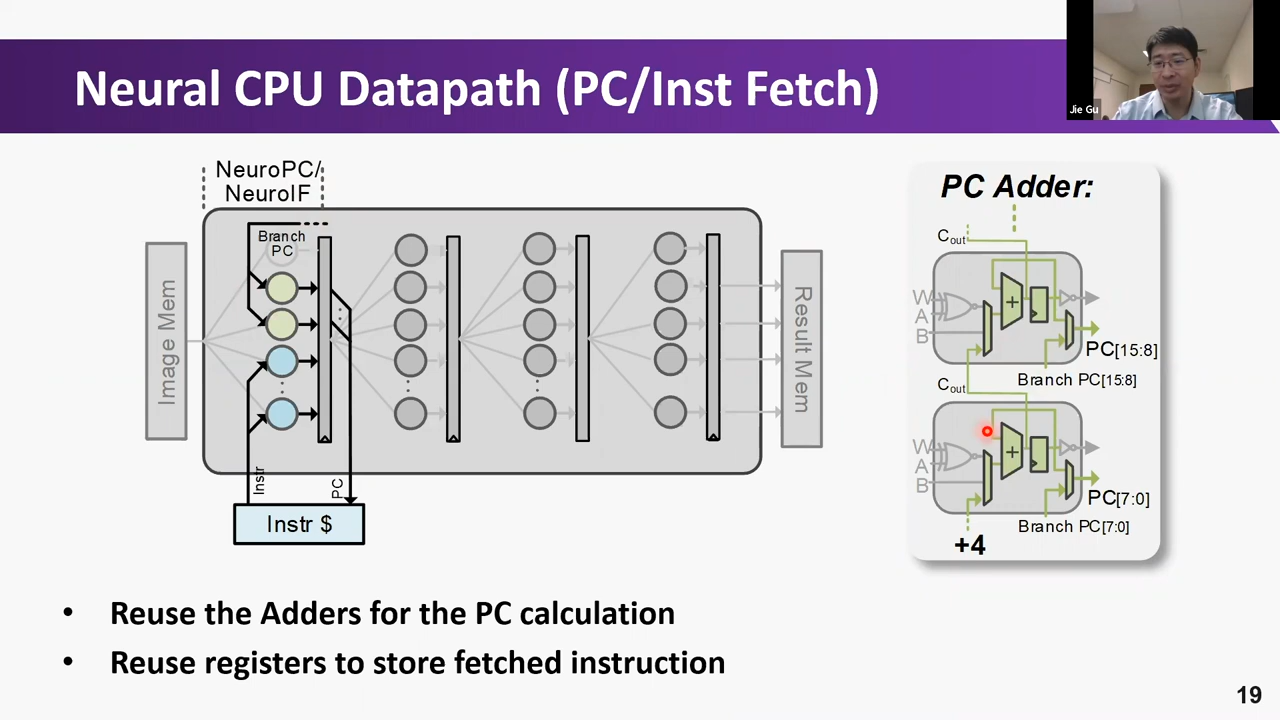 Neural CPU Datapath (PC/Inst Fetch)
Jie Gu
NeuroPC/
NeuroIF
Branch
PC
Image Mem
Result Mem
Instr
PC
Instr $
PC Adder:
Cout
W
A
B
PC[15:8]
Branch PC[15:8]
Cout
W
A
B
PC[7:0]
Branch PC[7:0]
+4
• Reuse the Adders for the PC calculation
• Reuse registers to store fetched instruction
19